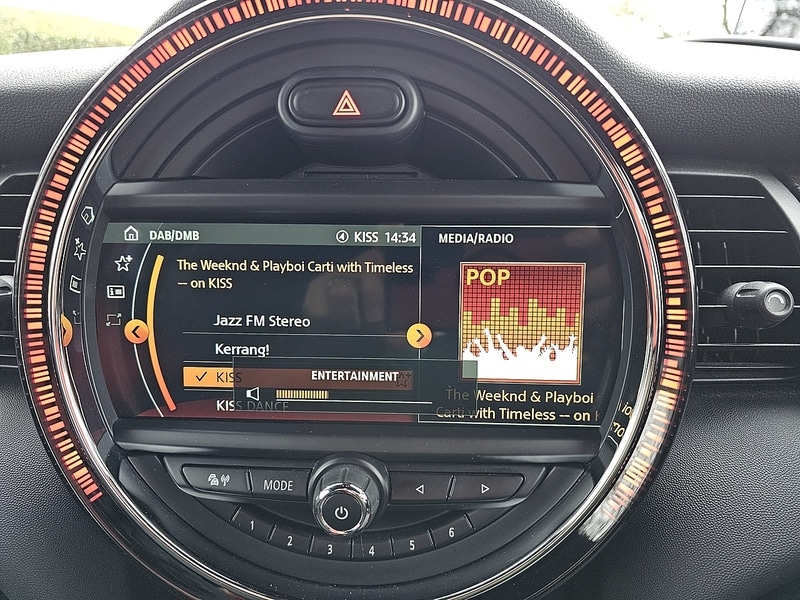 DAB/DMB
KISS 14:34
MEDIA/RADIO
The Weeknd & Playboi Carti with Timeless
-- on KISS
Jazz FM Stereo
Kerrang!
KISS
ENTERTAINMENT
KISS DANCE
POP
The Weeknd & Playboi
Carti with Timeless -- on
MODE
1 2 3 4 5 6